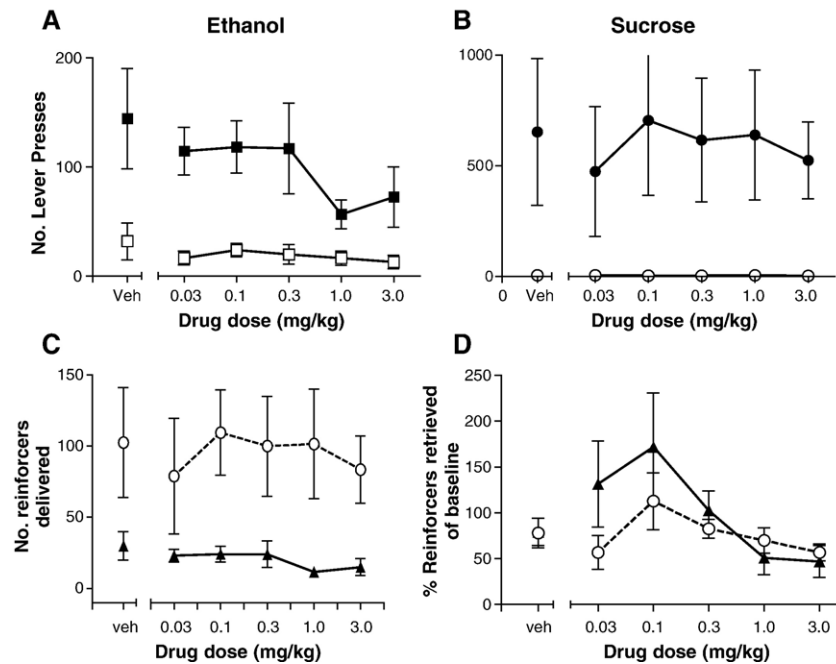 A
Ethanol
200
100
0
No. Lever Presses
Veh
0.03
0.1
0.3
1.0
3.0
Drug dose (mg/kg)
B
Sucrose
1000
500
0
0
Veh
0.03
0.1
0.3
1.0
3.0
Drug dose (mg/kg)
C
150
100
50
0
No. reinforcers
delivered
veh
0.03
0.1
0.3
1.0
3.0
Drug dose (mg/kg)
D
250
200
150
100
50
0
% Reinforcers retrieved
of baseline
veh
0.03
0.1
0.3
1.0
3.0
Drug dose (mg/kg)